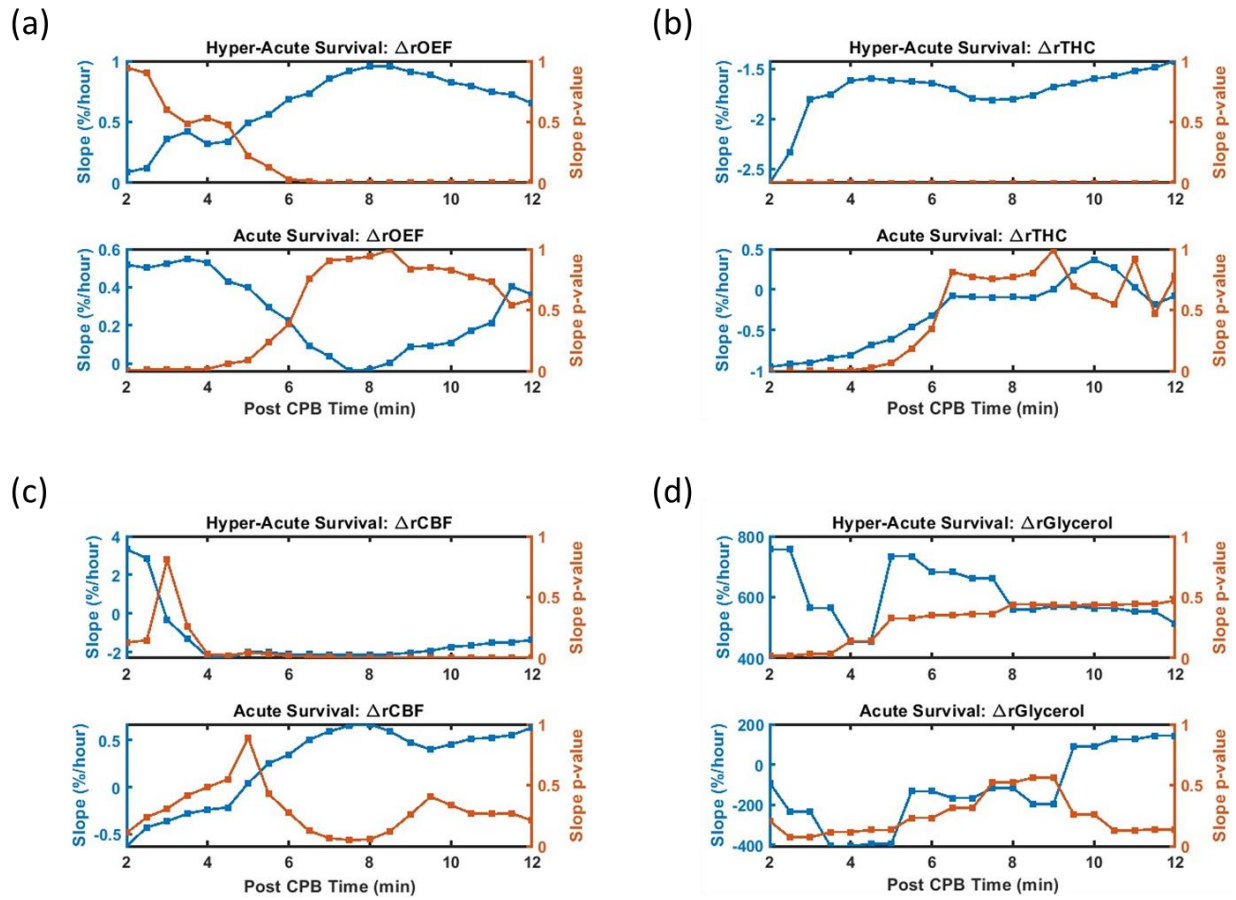 (a)
Hyper-Acute Survival: △rOEF
Slope (%/hour)
1
0.5
0
Slope p-value
1
0.5
0
2 4 6 8 10 12
Acute Survival: △rOEF
Slope (%/hour)
0.6
0.4
0.2
0
Slope p-value
1
0.5
0
2 4 6 8 10 12
Post CPB Time (min)
(b)
Hyper-Acute Survival: △rTHC
Slope (%/hour)
-1.5
-2
-2.5
Slope p-value
1
0.5
0
2 4 6 8 10 12
Acute Survival: △rTHC
Slope (%/hour)
0.5
0
-0.5
-1
Slope p-value
1
0.5
0
2 4 6 8 10 12
Post CPB Time (min)
(c)
Hyper-Acute Survival: △rCBF
Slope (%/hour)
4
2
0
-2
Slope p-value
1
0.5
0
2 4 6 8 10 12
Acute Survival: △rCBF
Slope (%/hour)
0.5
0
-0.5
Slope p-value
1
0.5
0
2 4 6 8 10 12
Post CPB Time (min)
(d)
Hyper-Acute Survival: △rGlycerol
Slope (%/hour)
800
600
400
Slope p-value
1
0.5
0
2 4 6 8 10 12
Acute Survival: △rGlycerol
Slope (%/hour)
200
0
-200
-400
Slope p-value
1
0.5
0
2 4 6 8 10 12
Post CPB Time (min)